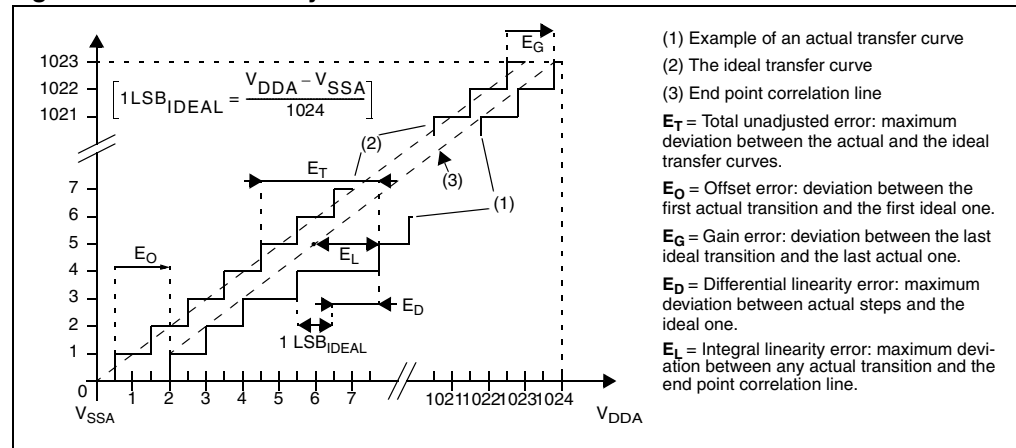 E_G
1023
1022
1021
[1LSB_IDEAL = (V_DDA – V_SSA) / 1024]
(2)
E_T
(3)
(1)
7
6
5
4
3
2
1
0
E_O
E_L
E_D
1 LSB_IDEAL
1 2 3 4 5 6 7 1021 1022 1023 1024
V_SSA
V_DDA
(1) Example of an actual transfer curve
(2) The ideal transfer curve
(3) End point correlation line
E_T = Total unadjusted error: maximum
deviation between the actual and the ideal
transfer curves.
E_O = Offset error: deviation between the
first actual transition and the first ideal one.
E_G = Gain error: deviation between the last
ideal transition and the last actual one.
E_D = Differential linearity error: maximum
deviation between actual steps and the
ideal one.
E_L = Integral linearity error: maximum devi-
ation between any actual transition and the
end point correlation line.